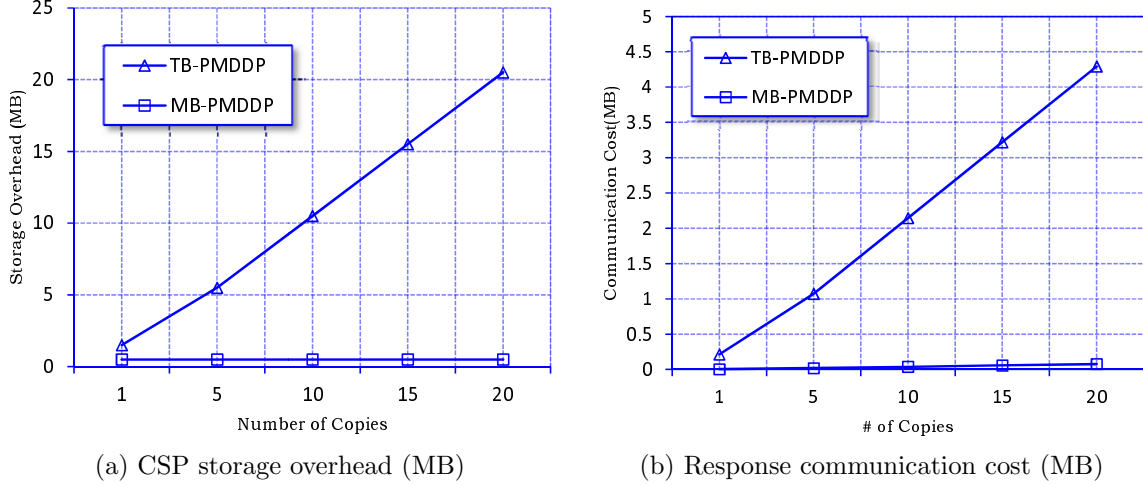 25
20
15
10
5
0
Storage Overhead (MB)
TB-PMDDP
MB-PMDDP
1 5 10 15 20
Number of Copies
(a) CSP storage overhead (MB)
5
4.5
4
3.5
3
2.5
2
1.5
1
0.5
0
Communication Cost(MB)
TB-PMDDP
MB-PMDDP
1 5 10 15 20
# of Copies
(b) Response communication cost (MB)